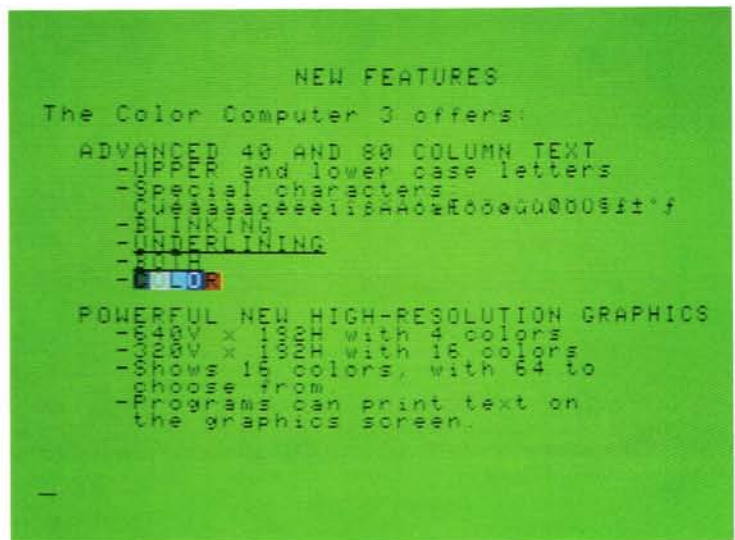 NEW FEATURES
The Color Computer 3 offers:
ADVANCED 40 AND 80 COLUMN TEXT
-UPPER and lower case letters
-Special characters
-BLINKING
-UNDERLINING
-BOTH
-COLOR
POWERFUL NEW HIGH-RESOLUTION GRAPHICS
-640V x 192H with 4 colors
-320V x 192H with 16 colors
-Shows 16 colors, with 64 to
choose from.
-Programs can print text on
the graphics screen.